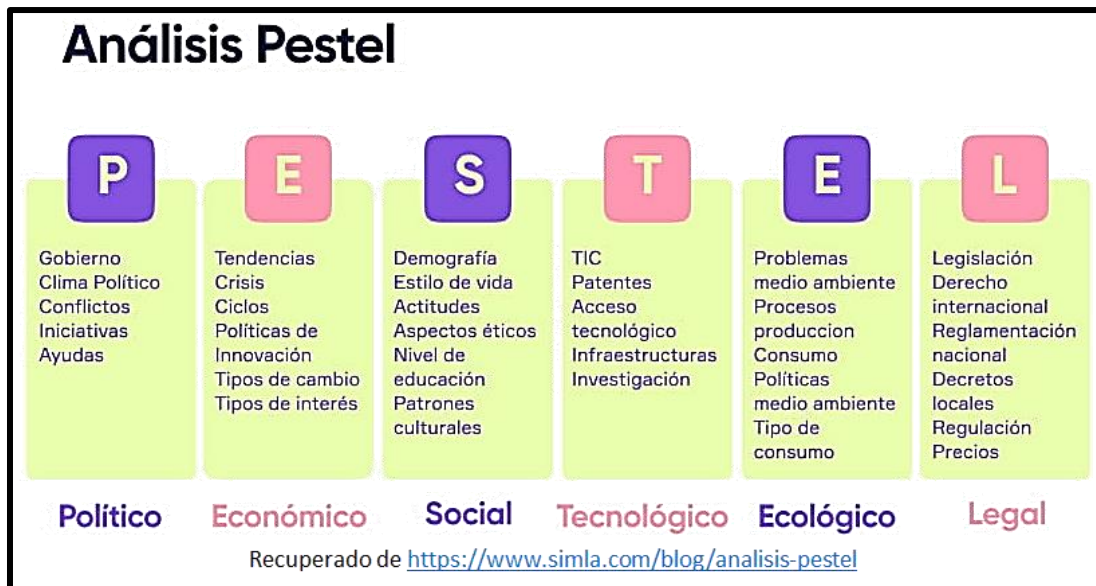 Análisis Pestel
P
E
S
T
E
L
Gobierno
Clima Político
Conflictos
Iniciativas
Ayudas
Tendencias
Crisis
Ciclos
Políticas de
Innovación
Tipos de cambio
Tipos de interés
Demografía
Estilo de vida
Actitudes
Aspectos éticos
Nivel de
educación
Patrones
culturales
TIC
Patentes
Acceso
tecnológico
Infraestructuras
Investigación
Problemas
medio ambiente
Procesos
produccion
Consumo
Políticas
medio ambiente
Tipo de
consumo
Legislación
Derecho
internacional
Reglamentación
nacional
Decretos
locales
Regulación
Precios
Político
Económico
Social
Tecnológico
Ecológico
Legal
Recuperado de https://www.simla.com/blog/analisis-pestel